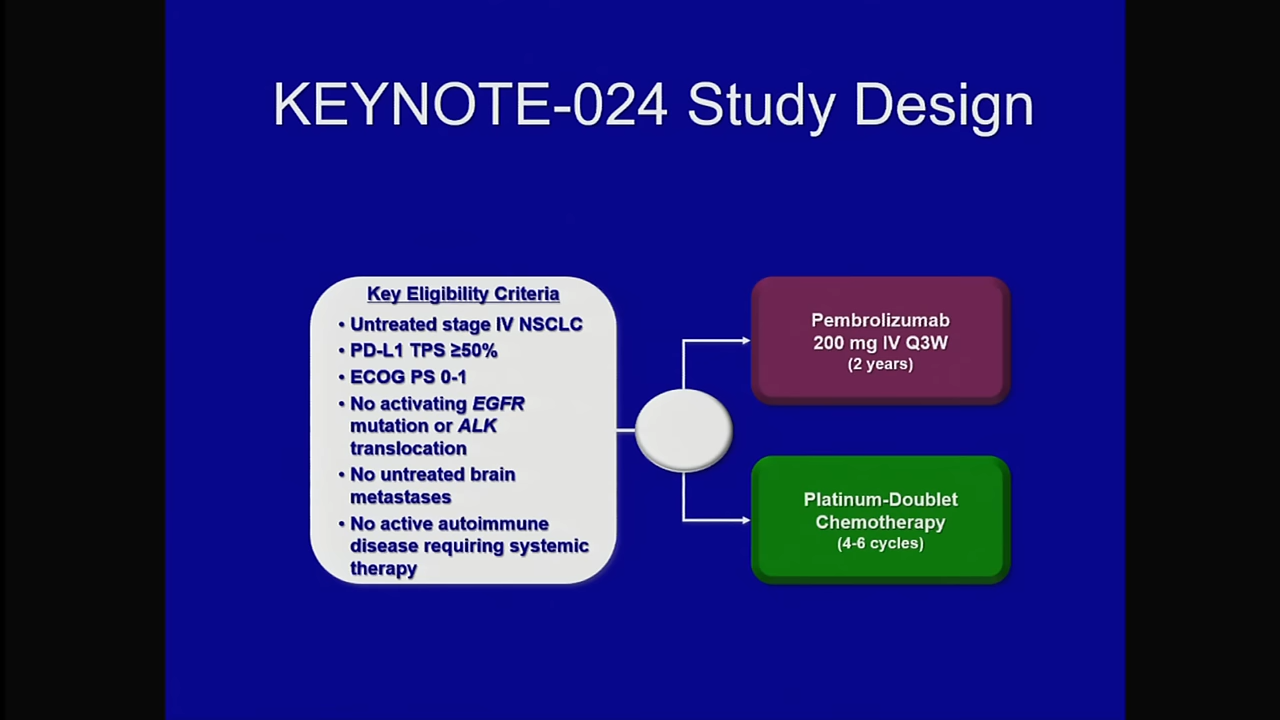 KEYNOTE-024 Study Design
Key Eligibility Criteria
• Untreated stage IV NSCLC
• PD-L1 TPS ≥50%
• ECOG PS 0-1
• No activating EGFR
mutation or ALK
translocation
• No untreated brain
metastases
• No active autoimmune
disease requiring systemic
therapy
Pembrolizumab
200 mg IV Q3W
(2 years)
Platinum-Doublet
Chemotherapy
(4-6 cycles)